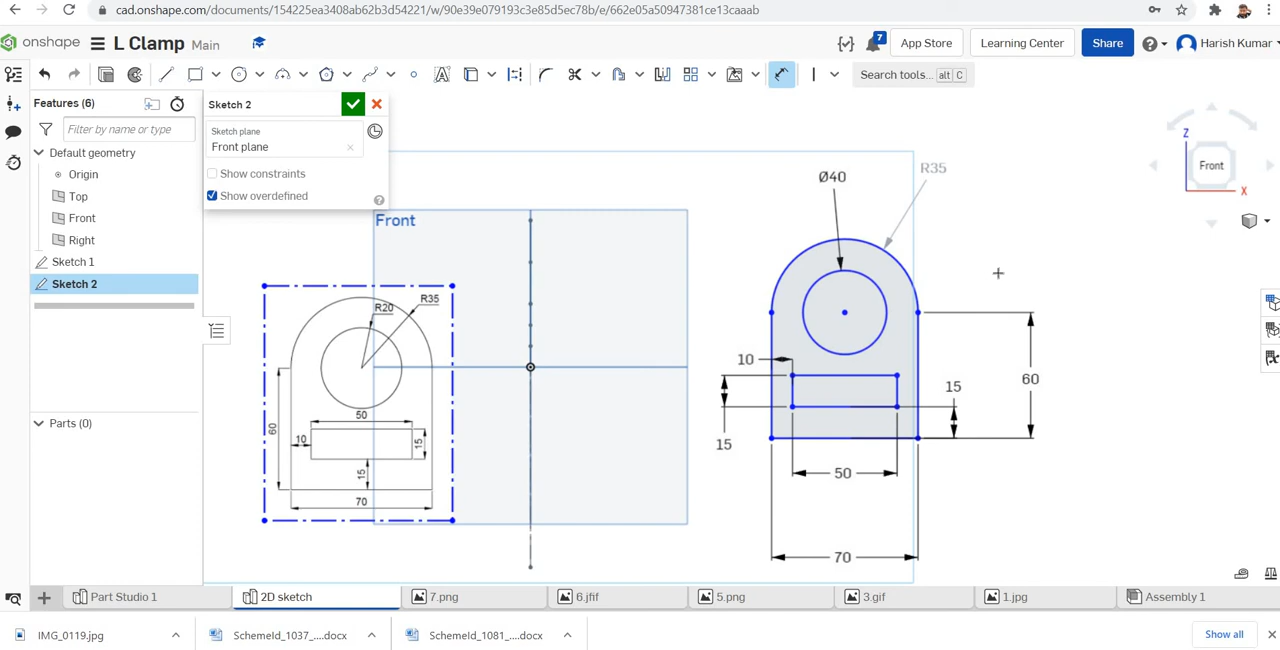 cad.onshape.com/documents/154225ea3408ab62b3d54221/w/90e39e079193c3e85d5ec78b/e/662e05a50947381ce13caaab
onshape
L Clamp Main
7
App Store
Learning Center
Share
Harish Kumar
Search tools... alt C
Features (6)
Filter by name or type
Default geometry
Origin
Top
Front
Right
Sketch 1
Sketch 2
Parts (0)
Sketch 2
Sketch plane
Front plane
Show constraints
Show overdefined
Front
R20
R35
50
60
10
15
15
70
Ø40
R35
10
15
15
60
50
70
Z
Front
X
Part Studio 1
2D sketch
7.png
6.jfif
5.png
3.gif
1.jpg
Assembly 1
IMG_0119.jpg
SchemeId_1037_....docx
SchemeId_1081_....docx
Show all